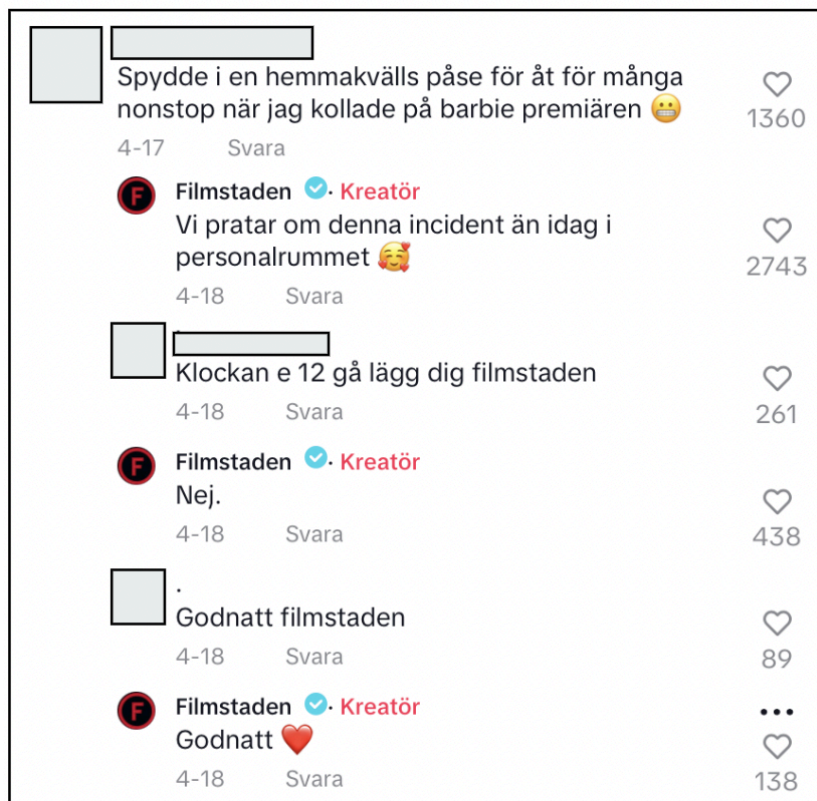 Spydde i en hemmakvälls påse för åt för många
nonstop när jag kollade på barbie premiären 😬
1360
4-17 Svara
F
Filmstaden · Kreatör
Vi pratar om denna incident än idag i
personalrummet 🥰
2743
4-18 Svara
Klockan e 12 gå lägg dig filmstaden
261
4-18 Svara
F
Filmstaden · Kreatör
Nej.
438
4-18 Svara
.
Godnatt filmstaden
89
4-18 Svara
F
Filmstaden · Kreatör
...
Godnatt ❤️
138
4-18 Svara